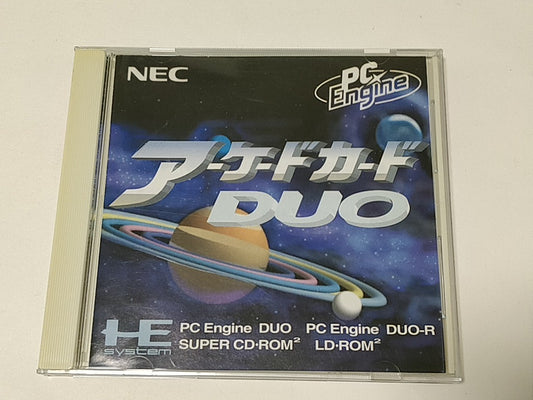 NEC
PC Engine
アーケードカード
DUO
HE system
PC Engine DUO PC Engine DUO-R
SUPER CD・ROM² LD-ROM²